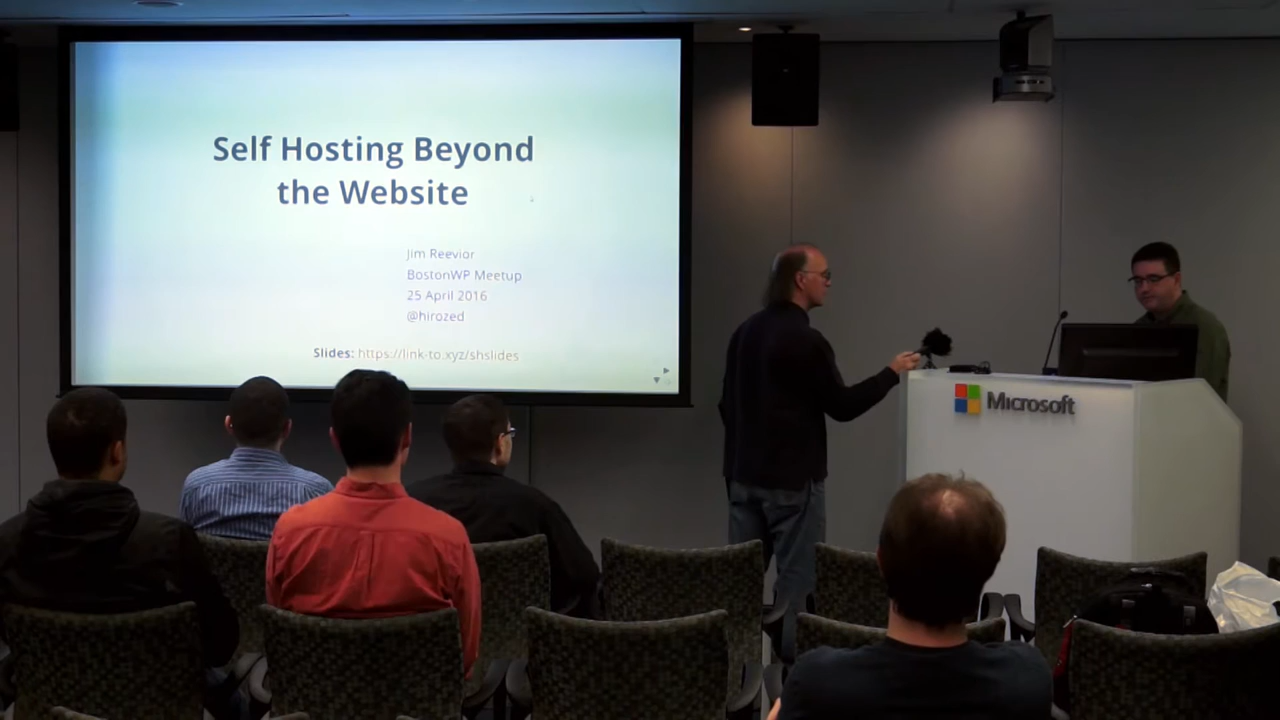 Self Hosting Beyond
the Website
Jim Reevior
BostonWP Meetup
25 April 2016
@hirozed
Slides: https://link-to.xyz/shslides
Microsoft